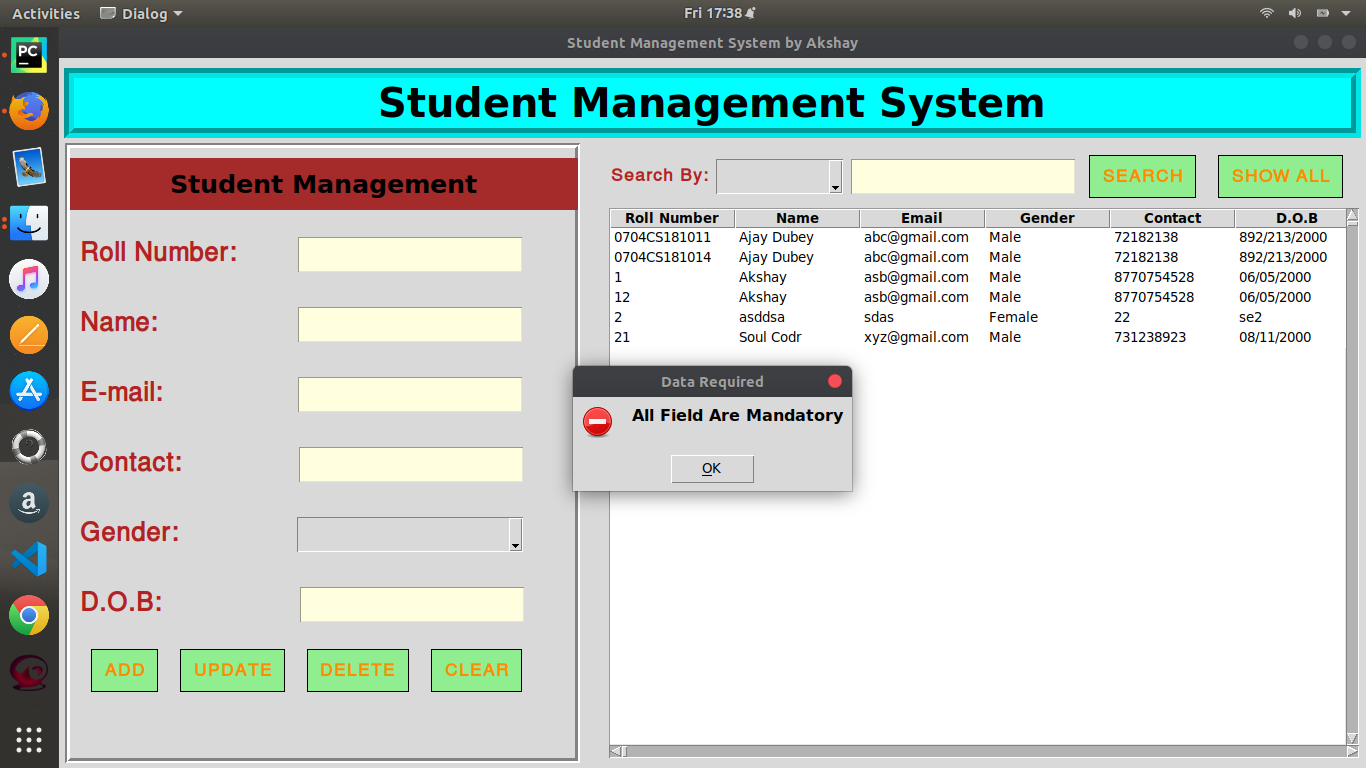 Activities Dialog Fri 17:38
Student Management System by Akshay
Student Management System
Student Management
Roll Number:
Name:
E-mail:
Contact:
Gender:
D.O.B:
ADD UPDATE DELETE CLEAR
Search By: SEARCH SHOW ALL
Roll Number Name Email Gender Contact D.O.B
0704CS181011 Ajay Dubey abc@gmail.com Male 72182138 892/213/2000
0704CS181014 Ajay Dubey abc@gmail.com Male 72182138 892/213/2000
1 Akshay asb@gmail.com Male 8770754528 06/05/2000
12 Akshay asb@gmail.com Male 8770754528 06/05/2000
2 asddsa sdas Female 22 se2
21 Soul Codr xyz@gmail.com Male 731238923 08/11/2000
Data Required
All Field Are Mandatory
OK
PC
a